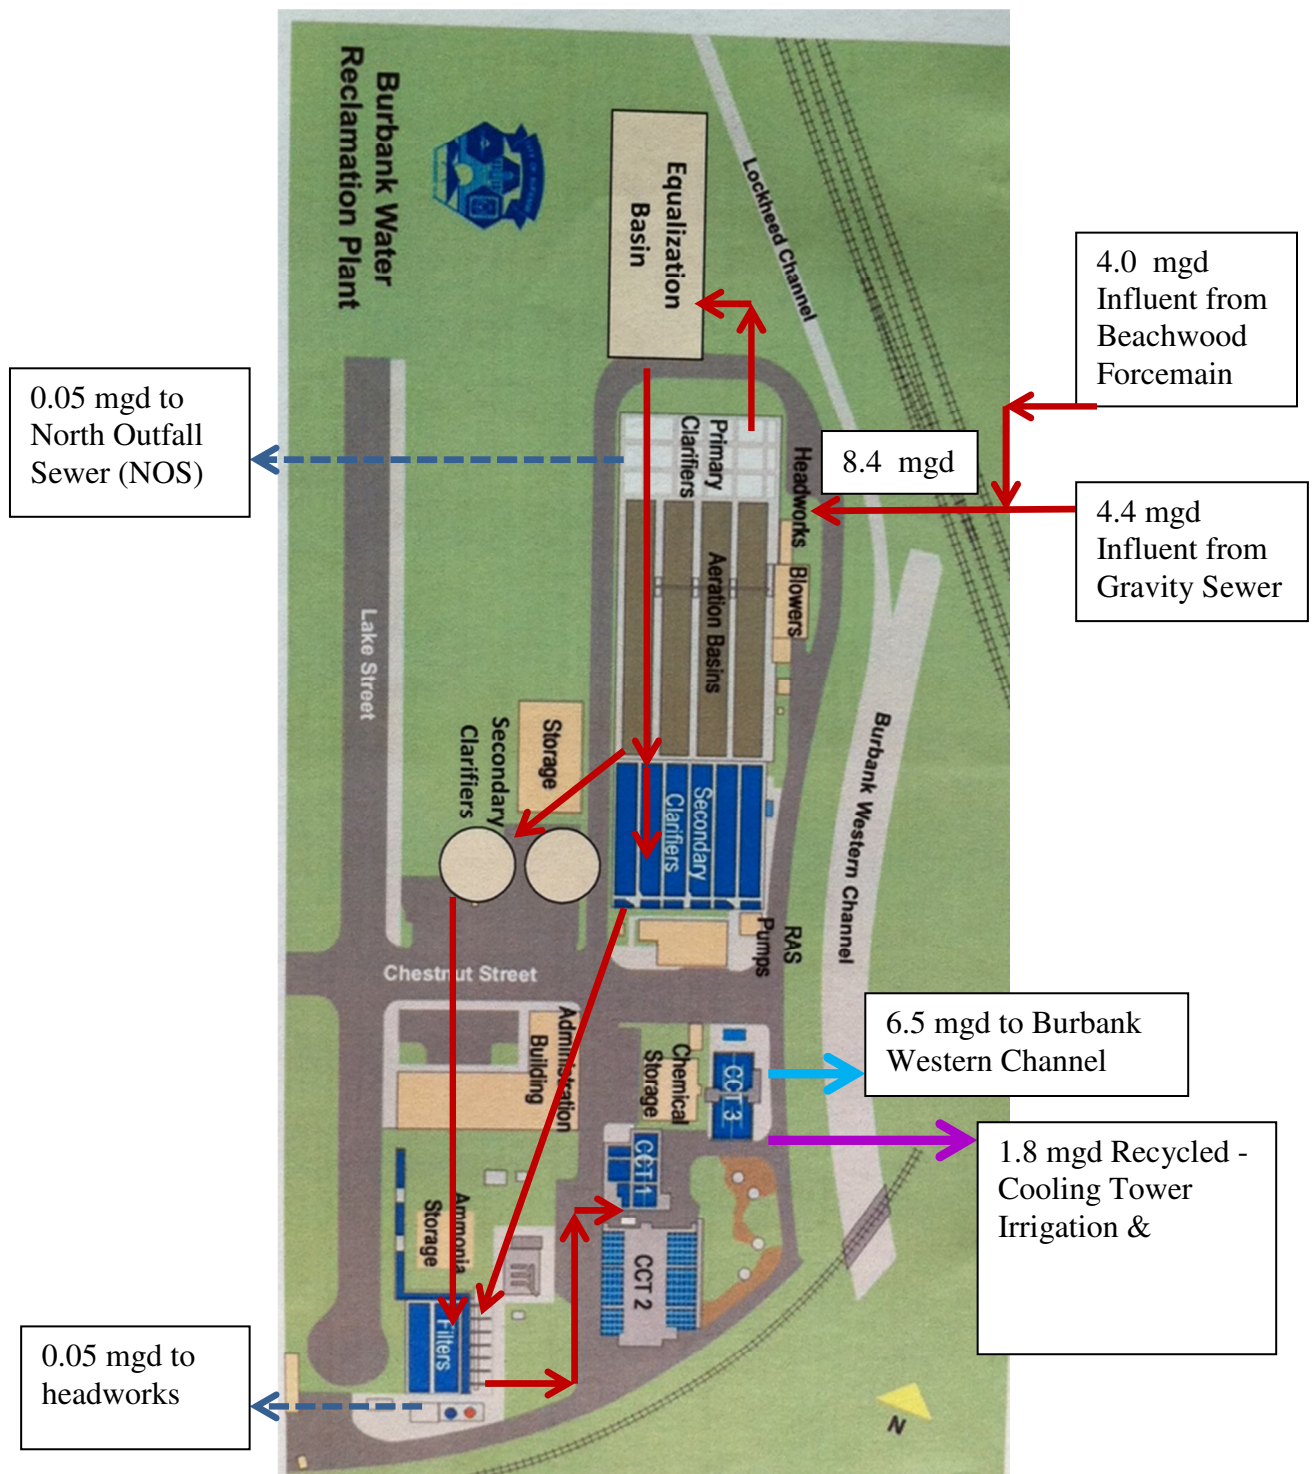 Burbank Water
Reclamation Plant
Equalization
Basin
Lockheed Channel
4.0 mgd
Influent from
Beachwood
Forcemain
0.05 mgd to
North Outfall
Sewer (NOS)
Primary
Clarifiers
Headworks
8.4 mgd
4.4 mgd
Influent from
Gravity Sewer
Blowers
Aeration Basins
Lake Street
Burbank Western Channel
Storage
Secondary
Clarifiers
Secondary
Clarifiers
RAS
Pumps
Chestnut Street
6.5 mgd to Burbank
Western Channel
Administration
Building
Chemical
Storage
CCT 3
1.8 mgd Recycled -
Cooling Tower
Irrigation &
CCT 1
Ammonia
Storage
CCT 2
Filters
0.05 mgd to
headworks
N